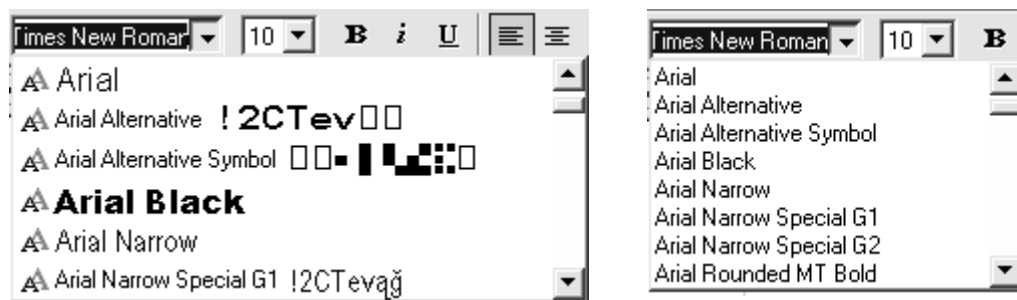 Times New Roman 10 B i U
Arial
Arial Alternative !2CTev□□
Arial Alternative Symbol
Arial Black
Arial Narrow
Arial Narrow Special G1 !2CTevąğ
Times New Roman 10 B
Arial
Arial Alternative
Arial Alternative Symbol
Arial Black
Arial Narrow
Arial Narrow Special G1
Arial Narrow Special G2
Arial Rounded MT Bold